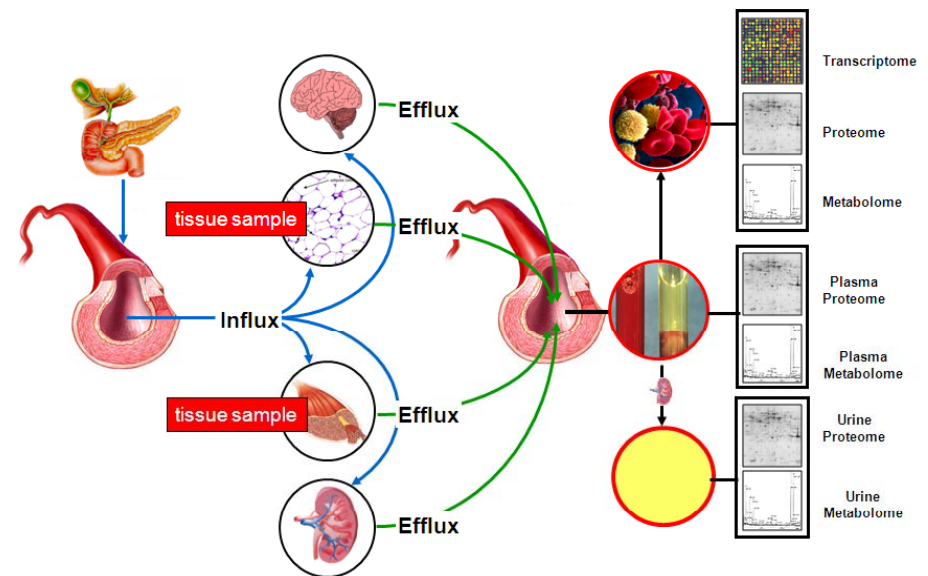 Transcriptome
Proteome
Metabolome
Efflux
tissue sample
Efflux
Influx
Plasma
Proteome
Plasma
Metabolome
tissue sample
Efflux
Urine
Proteome
Urine
Metabolome
Efflux